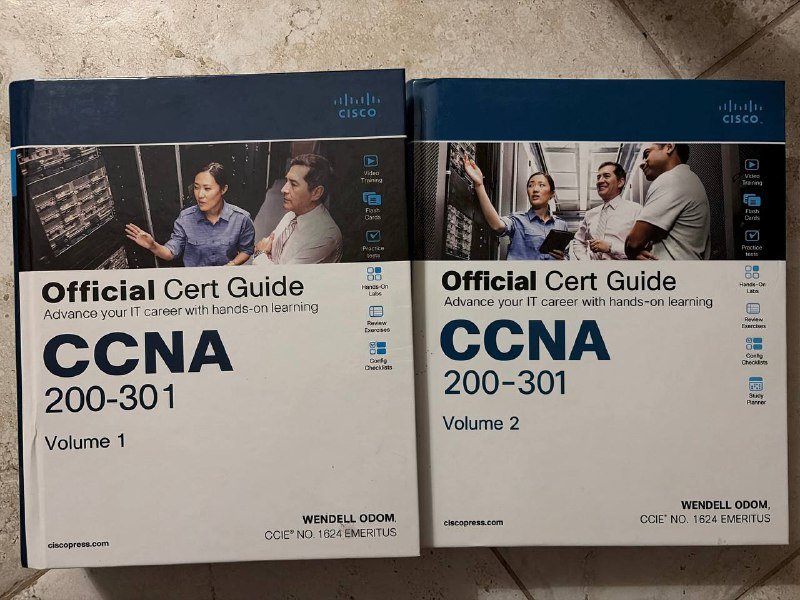 CISCO
Video
Training
Flash
Cards
Practice
tests
Hands-On
Labs
Review
Exercises
Config
Checklists
Official Cert Guide
Advance your IT career with hands-on learning
CCNA
200-301
Volume 1
WENDELL ODOM,
CCIE® NO. 1624 EMERITUS
ciscopress.com
CISCO.
Video
Training
Flash
Cards
Practice
tests
Hands-On
Labs
Review
Exercises
Config
Checklists
Study
Planner
Official Cert Guide
Advance your IT career with hands-on learning
CCNA
200-301
Volume 2
WENDELL ODOM,
CCIE® NO. 1624 EMERITUS
ciscopress.com